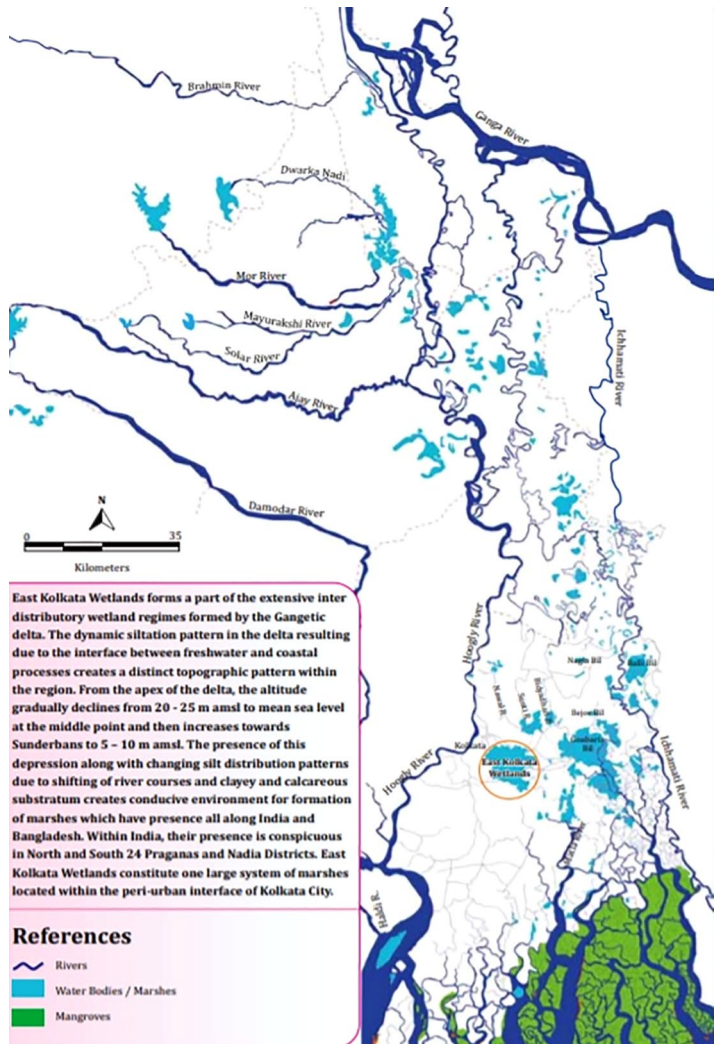 Brahmin River
Ganga River
Dwarka Nadi
Mor River
Mayurakshi River
Solar River
Ichhamati River
Ajay River
Damodar River
N
0 35
Kilometers
Hoogly River
Bil
Bil
Kolkata
East Kolkata
Wetlands
Bil
Hoogly River
Ichhamati River
Haldi R.
East Kolkata Wetlands forms a part of the extensive inter
distributory wetland regimes formed by the Gangetic
delta. The dynamic siltation pattern in the delta resulting
due to the interface between freshwater and coastal
processes creates a distinct topographic pattern within
the region. From the apex of the delta, the altitude
gradually declines from 20 - 25 m amsl to mean sea level
at the middle point and then increases towards
Sunderbans to 5 – 10 m amsl. The presence of this
depression along with changing silt distribution patterns
due to shifting of river courses and clayey and calcareous
substratum creates conducive environment for formation
of marshes which have presence all along India and
Bangladesh. Within India, their presence is conspicuous
in North and South 24 Praganas and Nadia Districts. East
Kolkata Wetlands constitute one large system of marshes
located within the peri-urban interface of Kolkata City.
References
Rivers
Water Bodies / Marshes
Mangroves